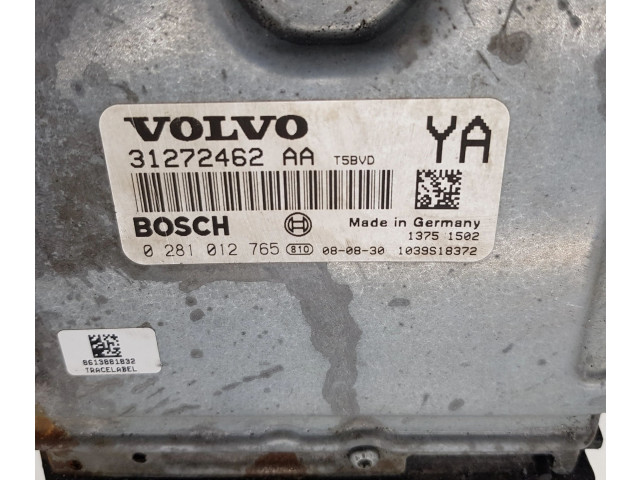 VOLVO
YA
31272462 AA T5BVD
BOSCH
Made in Germany
1375 1502
0 281 012 765 810 08-08-30 1039S18372
8613881832
TRACELABEL